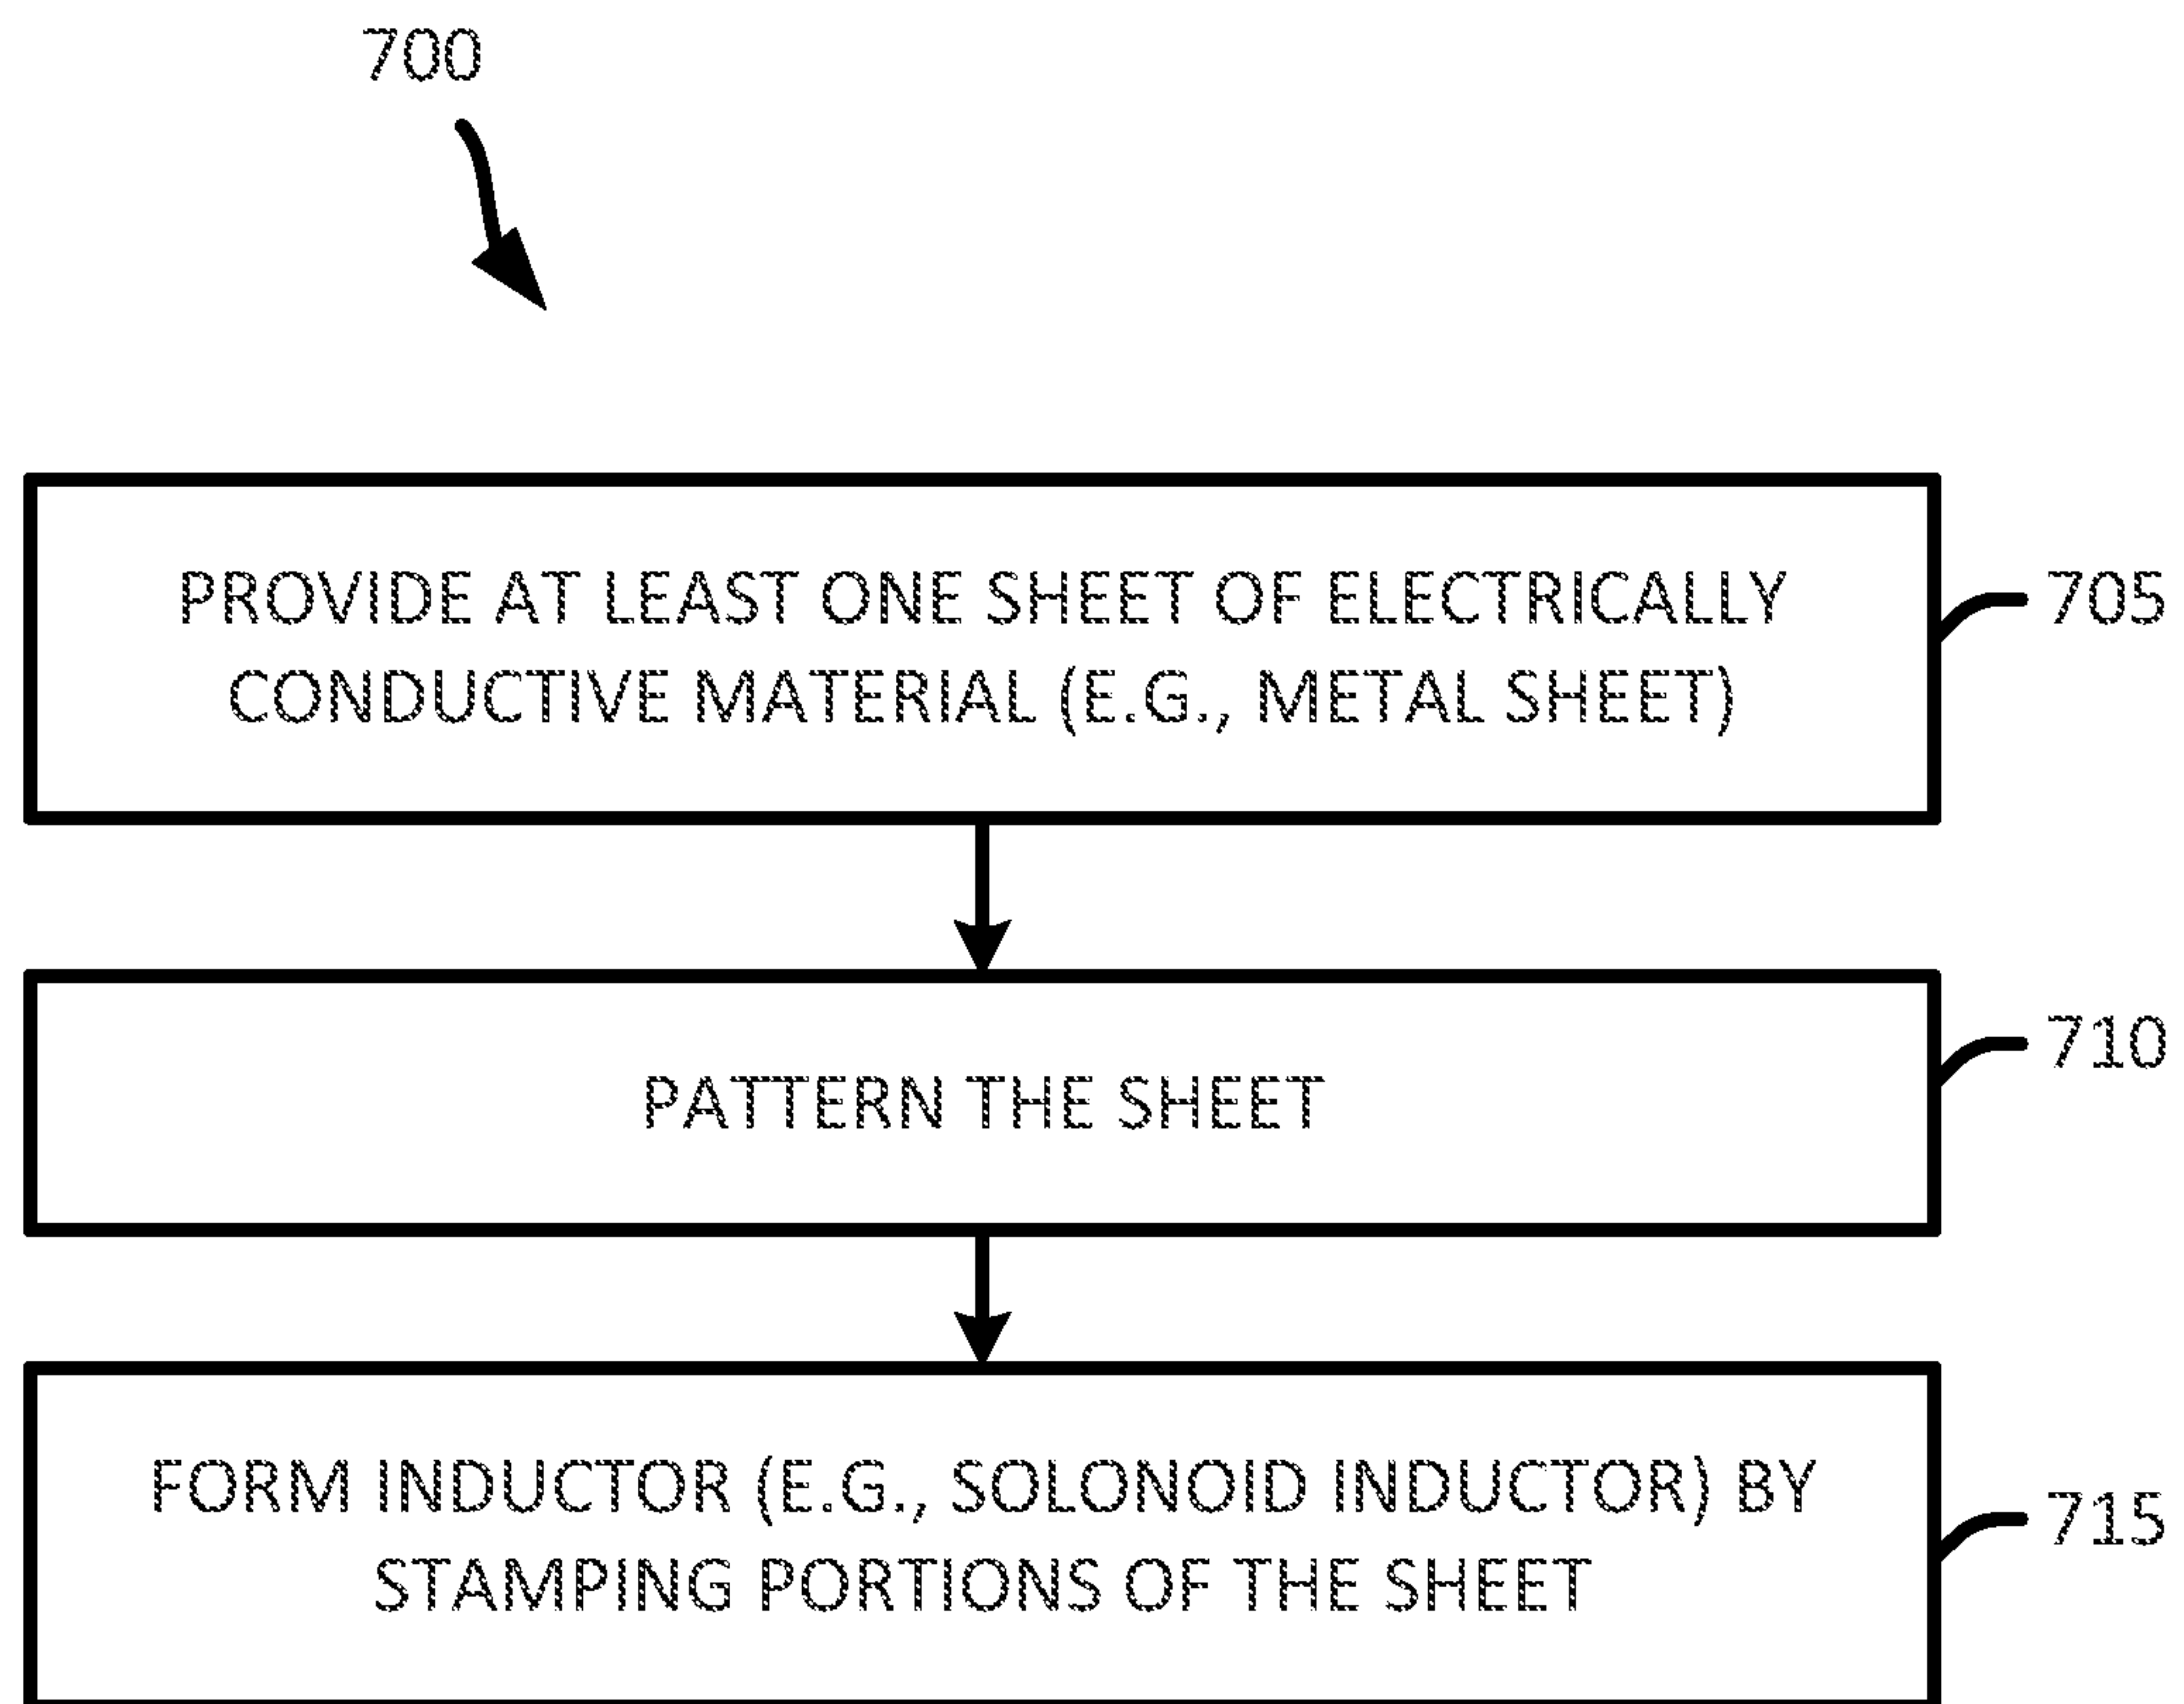 700
PROVIDE AT LEAST ONE SHEET OF ELECTRICALLY
CONDUCTIVE MATERIAL (E.G., METAL SHEET)
705
PATTERN THE SHEET
710
FORM INDUCTOR (E.G., SOLONOID INDUCTOR) BY
STAMPING PORTIONS OF THE SHEET
715